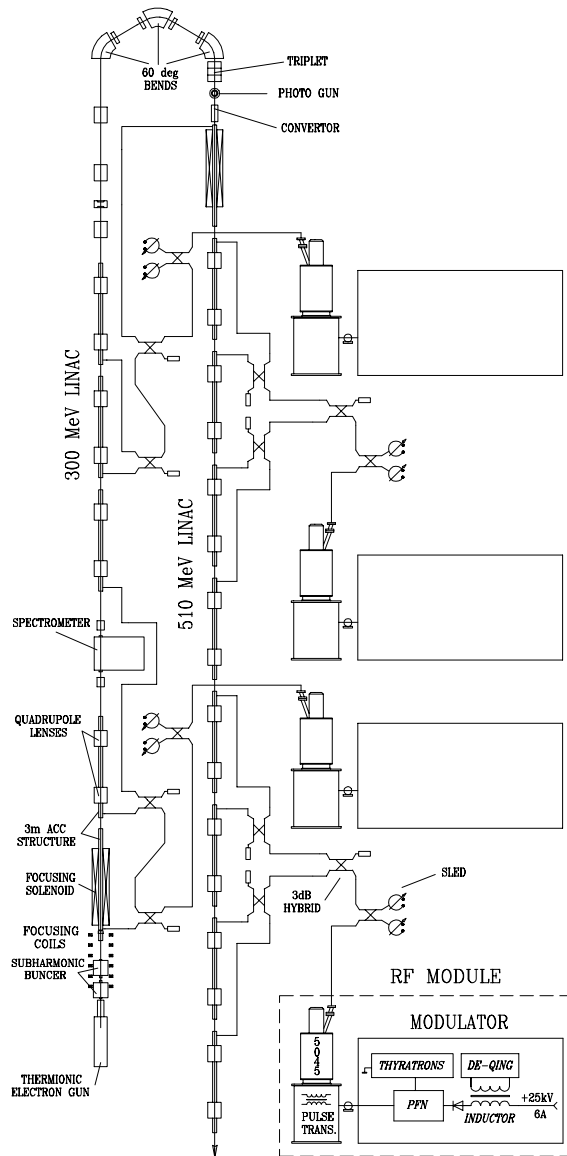 60 deg
BENDS
TRIPLET
PHOTO GUN
CONVERTOR
300 MeV LINAC
510 MeV LINAC
SPECTROMETER
QUADRUPOLE
LENSES
3m ACC
STRUCTURE
FOCUSING
SOLENOID
FOCUSING
COILS
SUBHARMONIC
BUNCER
THERMIONIC
ELECTRON GUN
3dB
HYBRID
SLED
RF MODULE
MODULATOR
5045
PULSE
TRANS.
THYRATRONS
DE-QING
PFN
INDUCTOR
+25kV
6A